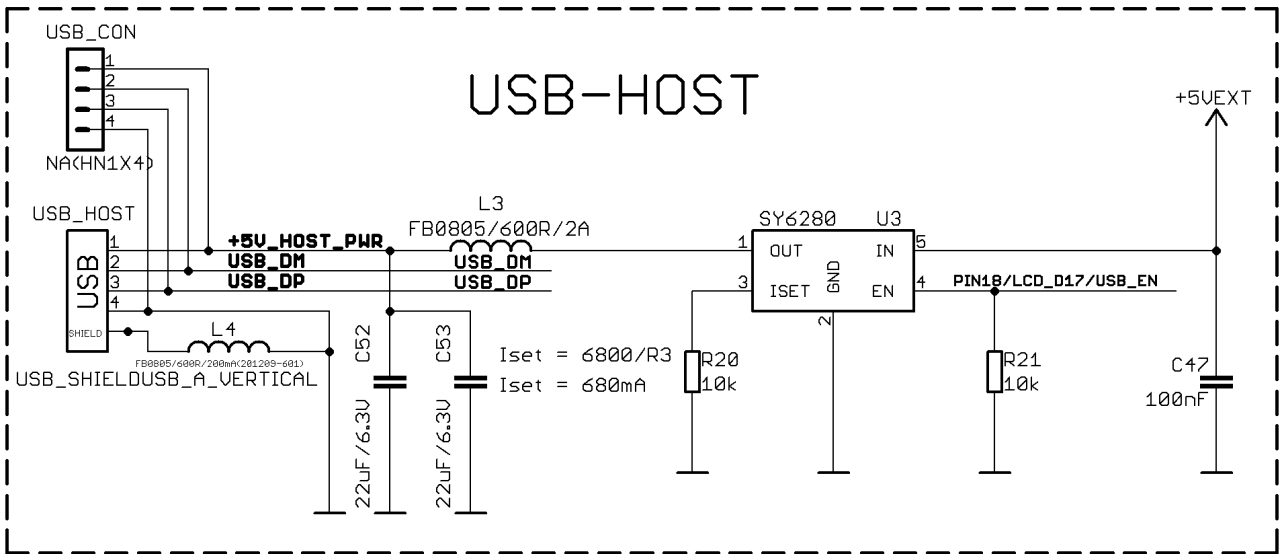 USB_CON
1
2
3
4
NA(HN1X4)
USB-HOST
+5VEXT
USB_HOST
USB
1
2
3
4
SHIELD
+5V_HOST_PWR
USB_DM
USB_DP
L3
FB0805/600R/2A
USB_DM
USB_DP
SY6280
U3
1
OUT
IN
5
3
ISET
GND
EN
4
2
PIN18/LCD_D17/USB_EN
L4
FB0805/600R/200mA(201209-601)
USB_SHIELDUSB_A_VERTICAL
C52
22uF/6.3V
C53
22uF/6.3V
Iset = 6800/R3
Iset = 680mA
R20
10k
R21
10k
C47
100nF